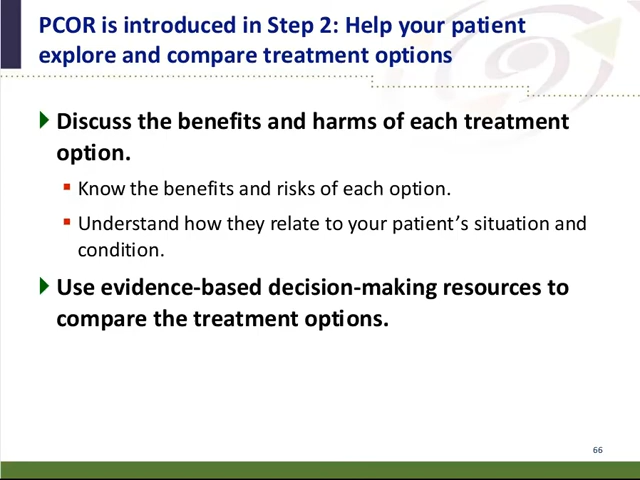 PCOR is introduced in Step 2: Help your patient
explore and compare treatment options
Discuss the benefits and harms of each treatment
option.
Know the benefits and risks of each option.
Understand how they relate to your patient’s situation and
condition.
Use evidence-based decision-making resources to
compare the treatment options.
66